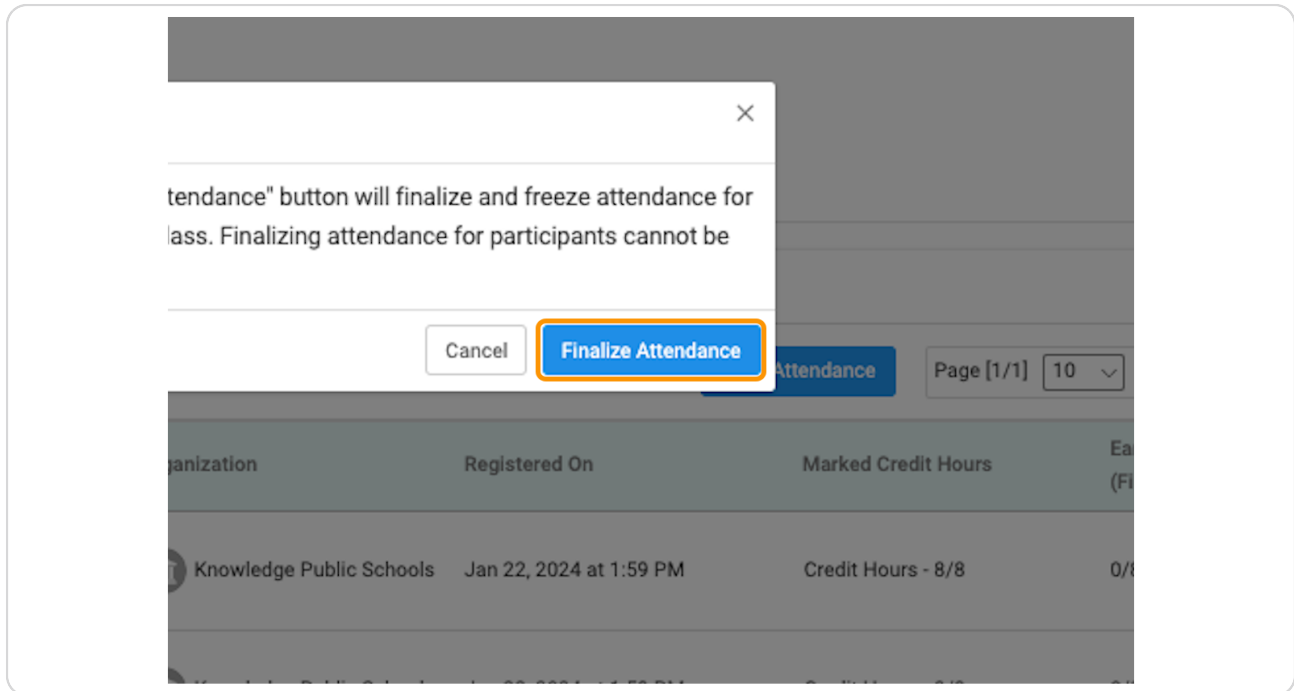 ×
tendance" button will finalize and freeze attendance for
lass. Finalizing attendance for participants cannot be
Cancel Finalize Attendance
Attendance Page [1/1] 10
ganization Registered On Marked Credit Hours Ea
(Fi
Knowledge Public Schools Jan 22, 2024 at 1:59 PM Credit Hours - 8/8 0/8